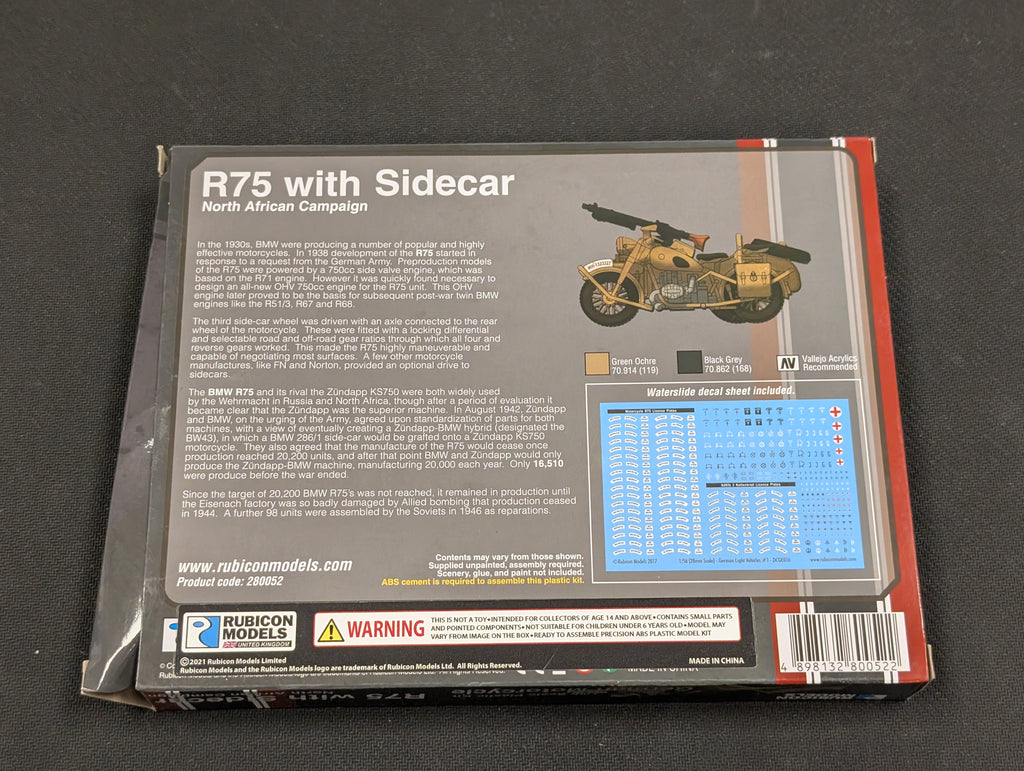 R75 with Sidecar
North African Campaign
In the 1930s, BMW were producing a number of popular and highly
effective motorcycles. In 1938 development of the R75 started in
response to a request from the German Army. Preproduction models
of the R75 were powered by a 750cc side valve engine, which was
based on the R71 engine. However it was quickly found necessary to
design an all-new OHV 750cc engine for the R75 unit. This OHV
engine later proved to be the basis for subsequent post-war twin BMW
engines like the R51/3, R67 and R68.
The third side-car wheel was driven with an axle connected to the rear
wheel of the motorcycle. These were fitted with a locking differential
and selectable road and off-road gear ratios through which all four and
reverse gears worked. This made the R75 highly maneuverable and
capable of negotiating most surfaces. A few other motorcycle
manufactures, like FN and Norton, provided an optional drive to
sidecars.
The BMW R75 and its rival the Zündapp KS750 were both widely used
by the Wehrmacht in Russia and North Africa, though after a period of evaluation it
became clear that the Zündapp was the superior machine. In August 1942, Zündapp
and BMW, on the urging of the Army, agreed upon standardization of parts for both
machines, with a view of eventually creating a Zündapp-BMW hybrid (designated the
BW43), in which a BMW 286/1 side-car would be grafted onto a Zündapp KS750
motorcycle. They also agreed that the manufacture of the R75 would cease once
production reached 20,200 units, and after that point BMW and Zündapp would only
produce the Zündapp-BMW machine, manufacturing 20,000 each year. Only 16,510
were produce before the war ended.
Since the target of 20,200 BMW R75's was not reached, it remained in production until
the Eisenach factory was so badly damaged by Allied bombing that production ceased
in 1944. A further 98 units were assembled by the Soviets in 1946 as reparations.
Green Ochre
70.914 (119)
Black Grey
70.862 (168)
AV
Vallejo Acrylics
Recommended
Waterslide decal sheet included.
Motorcycle R75 Licence Plates
©Rubicon Models 2017
1/56 (28mm Scale) - German Light Vehicles #1 -
www.rubiconmodels.com
www.rubiconmodels.com
Product code: 280052
Contents may vary from those shown.
Supplied unpainted, assembly required.
Scenery, glue, and paint not included.
ABS cement is required to assemble this plastic kit.
RUBICON
MODELS
UNITED KINGDOM
WARNING
THIS IS NOT A TOY•INTENDED FOR COLLECTORS OF AGE 14 AND ABOVE•CONTAINS SMALL PARTS
AND POINTED COMPONENTS•NOT SUITABLE FOR CHILDREN UNDER 6 YEARS OLD•MODEL MAY
VARY FROM IMAGE ON THE BOX•READY TO ASSEMBLE PRECISION ABS PLASTIC MODEL KIT
©2021 Rubicon Models Limited
Rubicon Models and the Rubicon Models logo are trademark of Rubicon Models Ltd. All Rights Reserved.
MADE IN CHINA
4 898132 800522